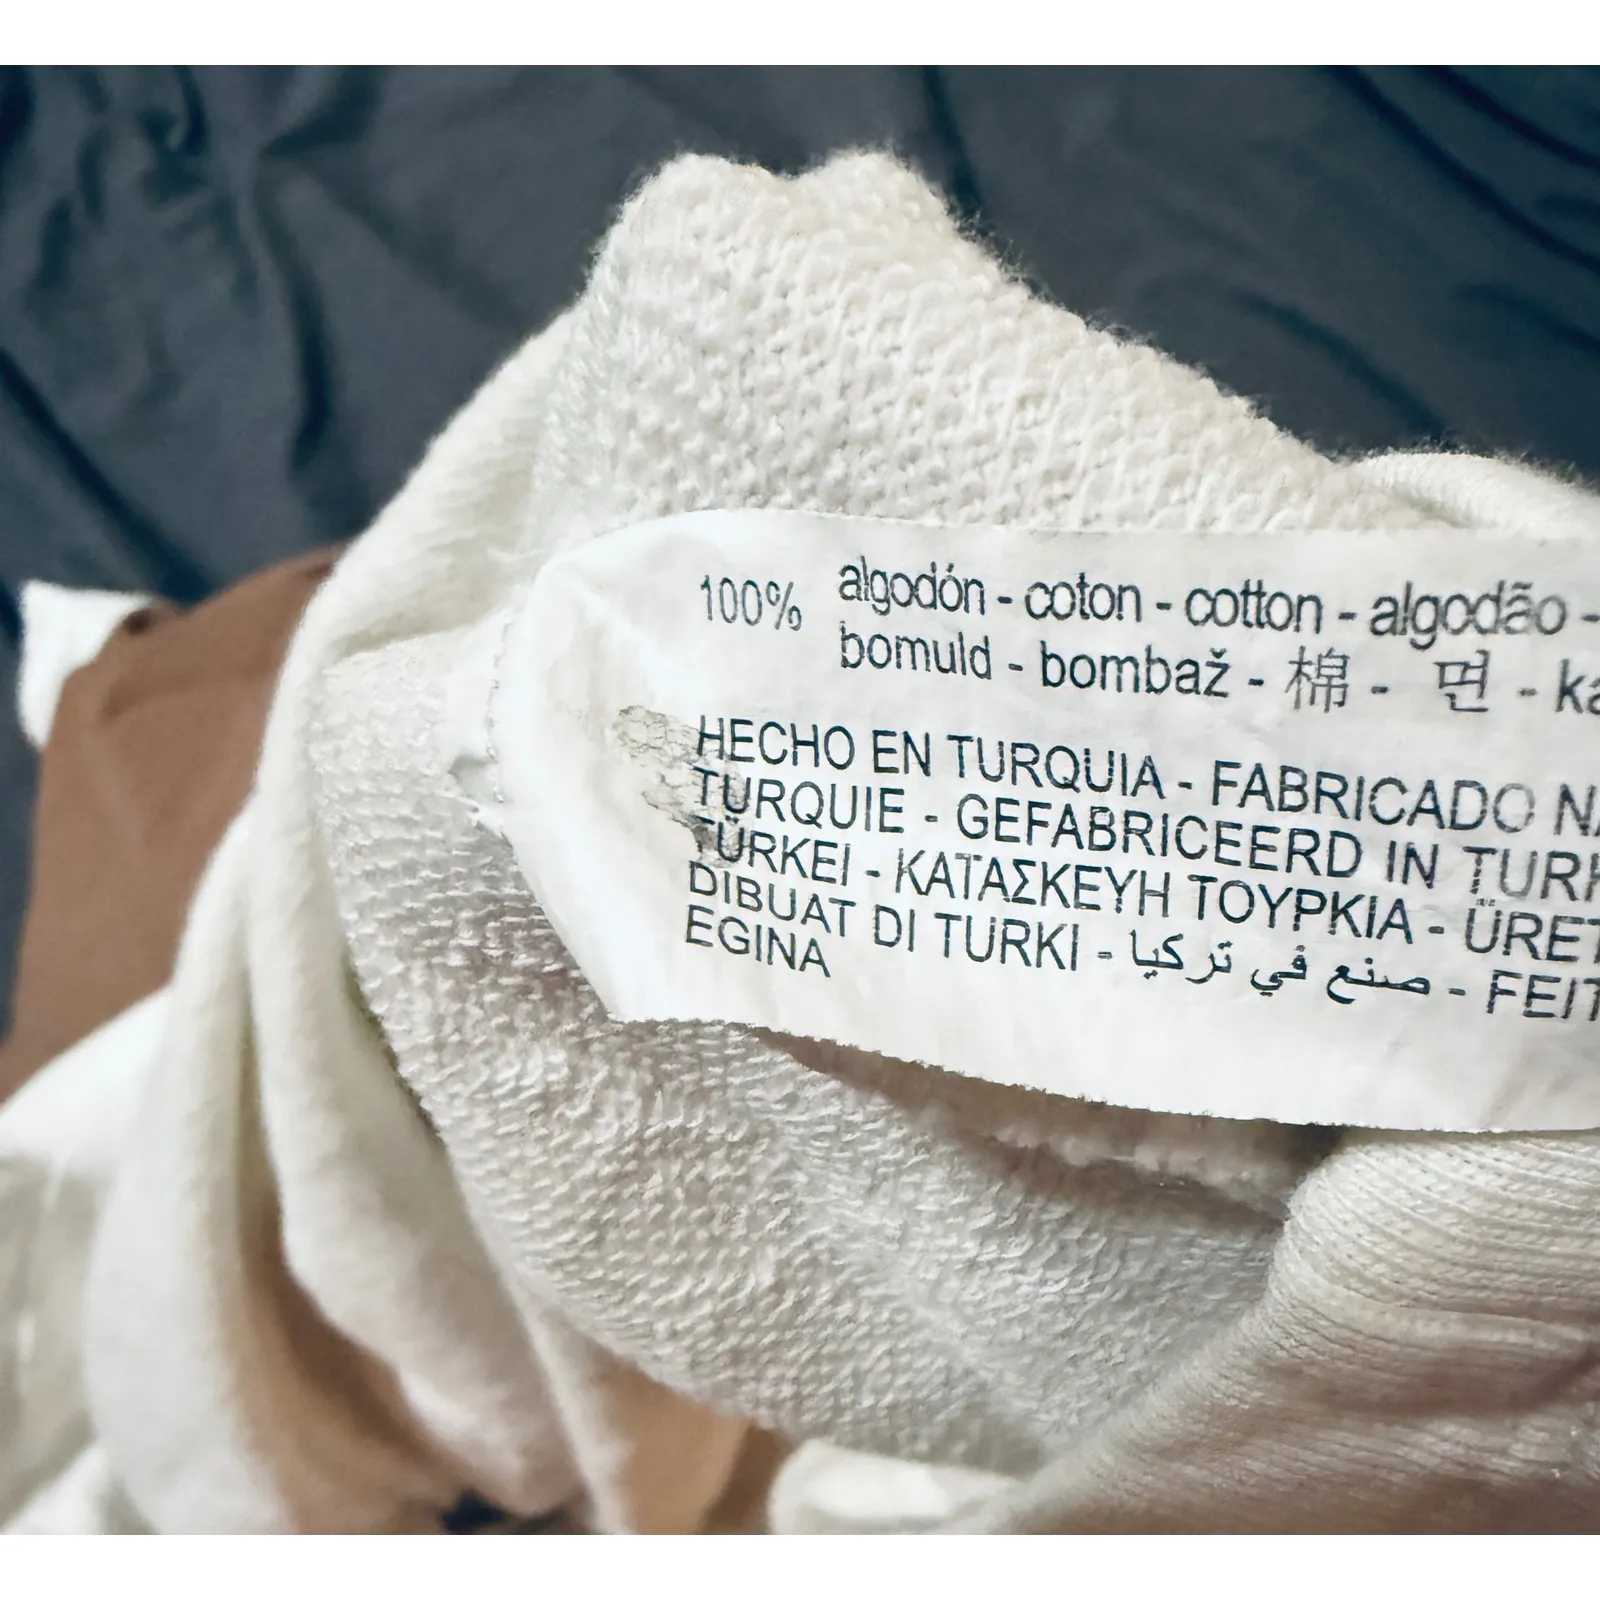 100% algodón - coton - cotton - algodão -
bomuld - bombaž - 棉 - 면 -
HECHO EN TURQUIA - FABRICADO
TURQUIE - GEFABRICEERD IN
TÜRKEI - ΚΑΤΑΣΚΕΥΗ ΤΟΥΡΚΙΑ -
DIBUAT DI TURKI - صنع في تركيا -
EGINA